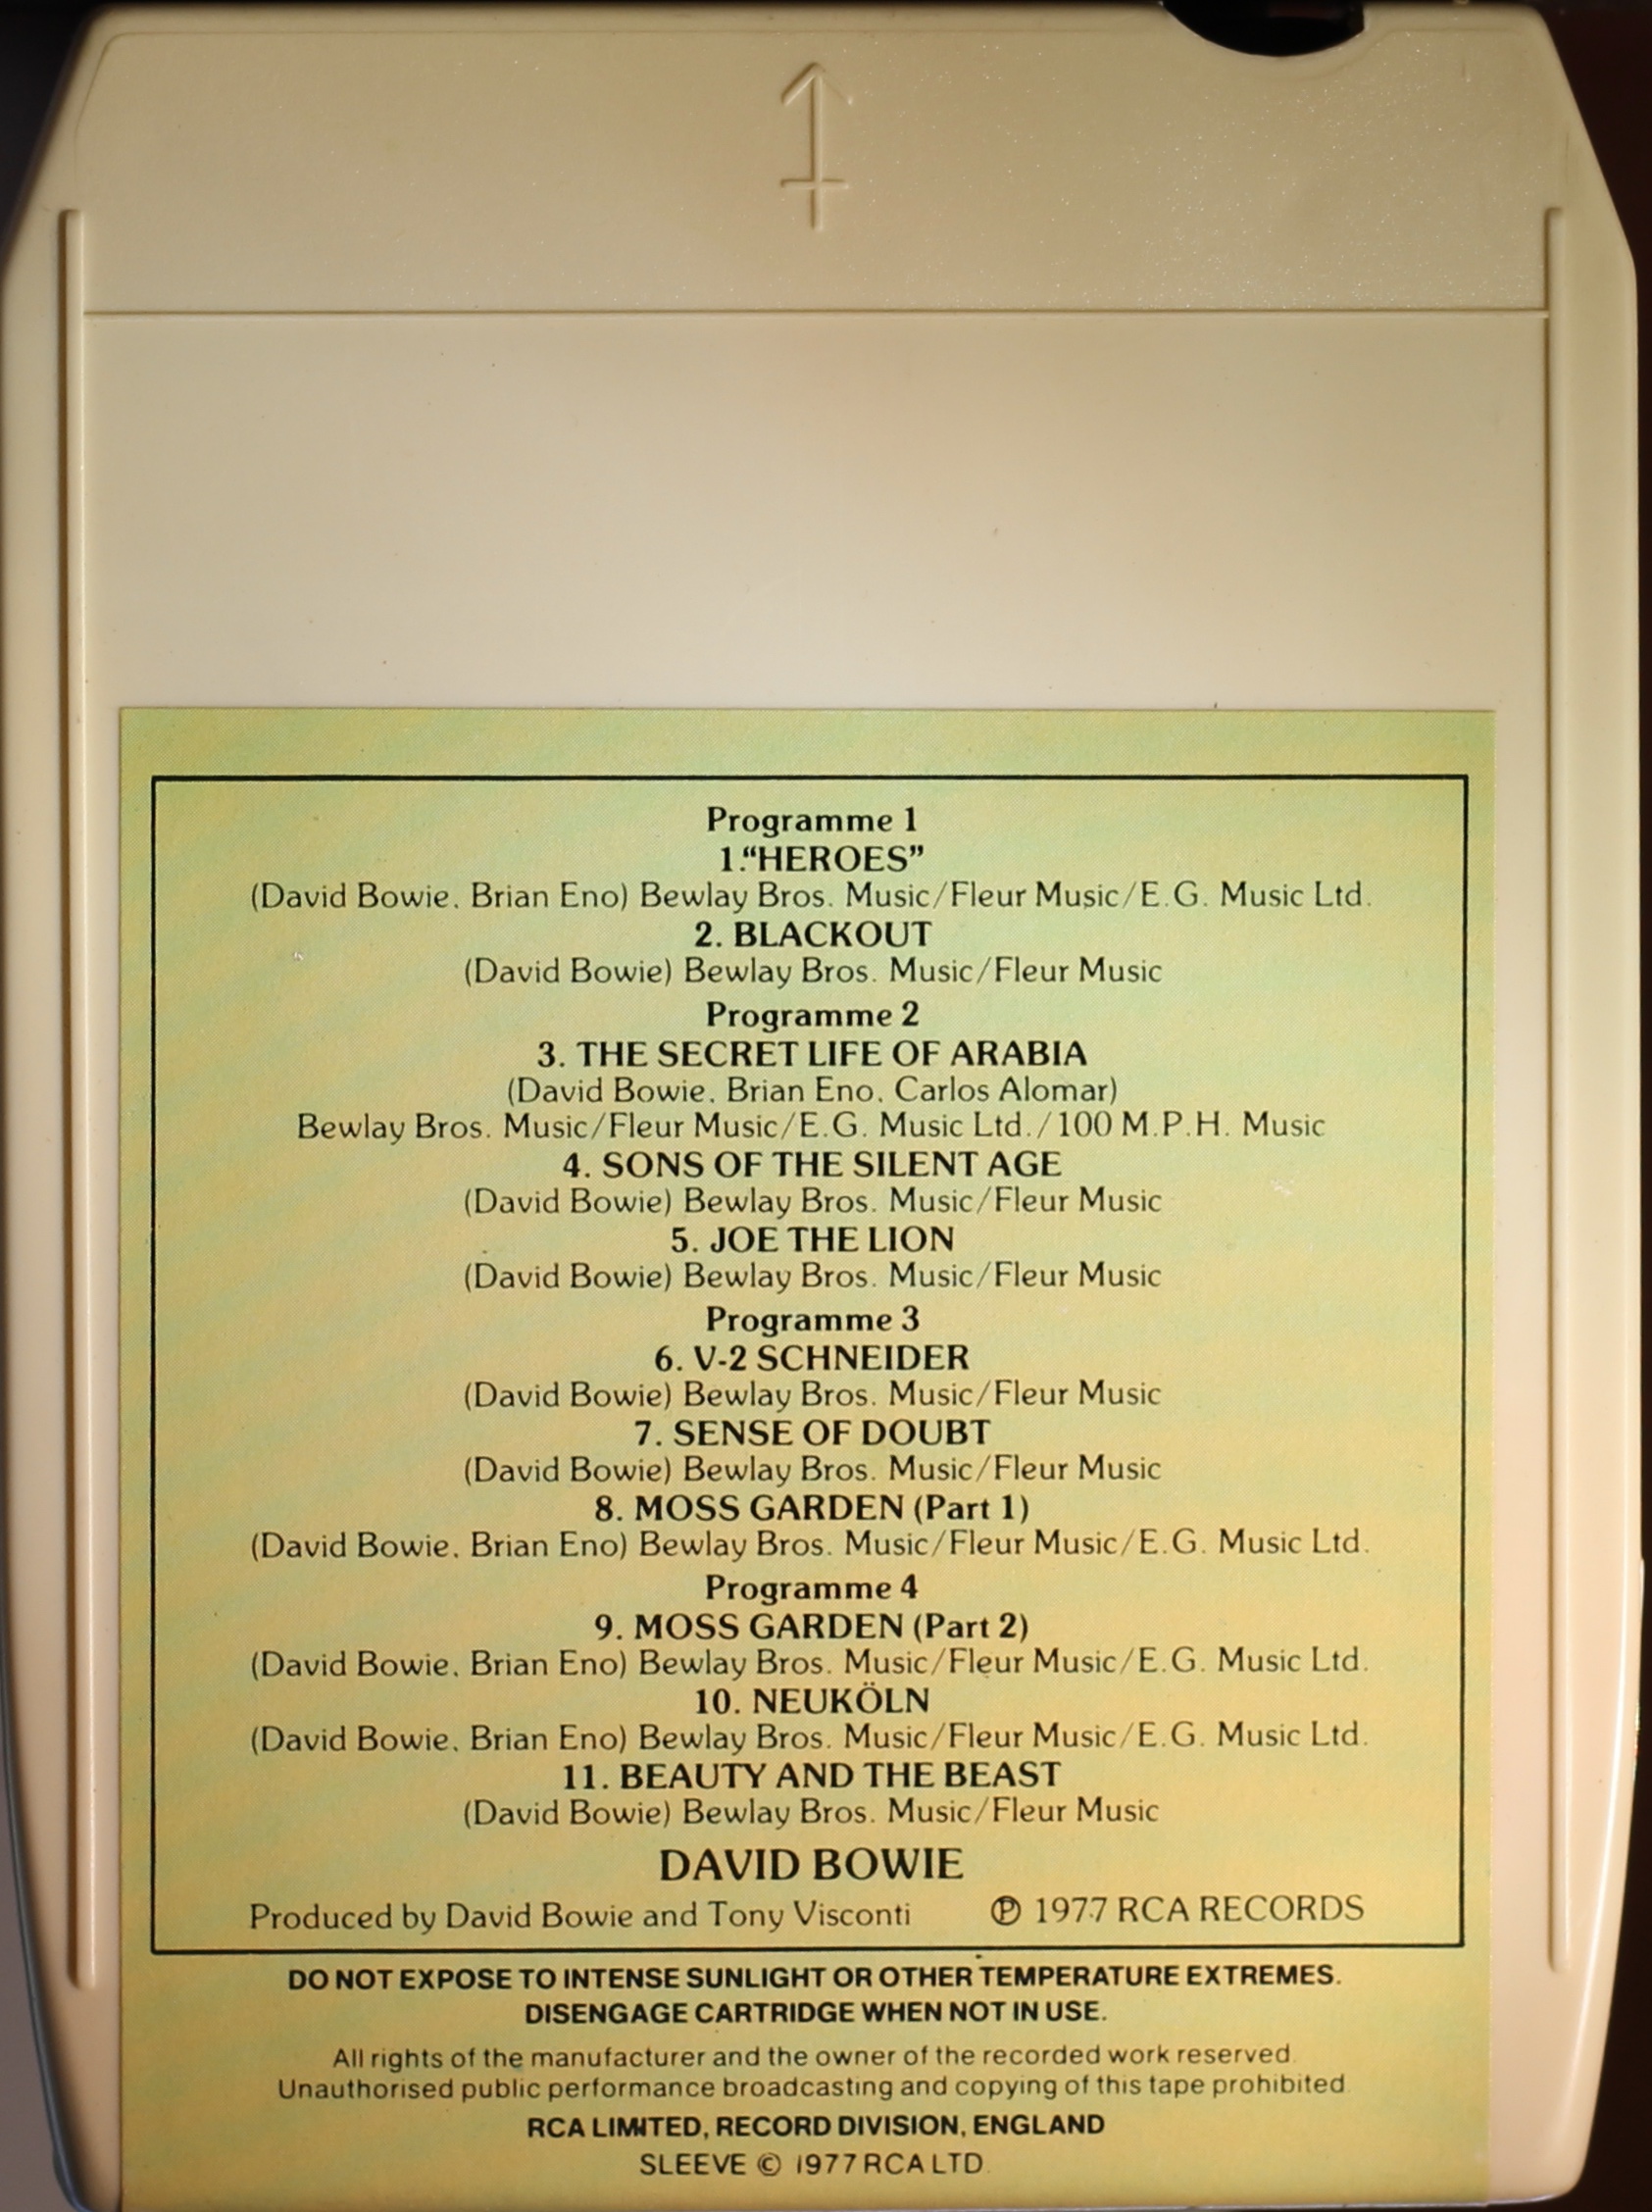 Programme 1
1."HEROES"
(David Bowie. Brian Eno) Bewlay Bros. Music/Fleur Music/E.G. Music Ltd.
2. BLACKOUT
(David Bowie) Bewlay Bros. Music/Fleur Music
Programme 2
3. THE SECRET LIFE OF ARABIA
(David Bowie. Brian Eno. Carlos Alomar)
Bewlay Bros. Music/Fleur Music/E.G. Music Ltd./100 M.P.H. Music
4. SONS OF THE SILENT AGE
(David Bowie) Bewlay Bros. Music/Fleur Music
5. JOE THE LION
(David Bowie) Bewlay Bros. Music/Fleur Music
Programme 3
6. V-2 SCHNEIDER
(David Bowie) Bewlay Bros. Music/Fleur Music
7. SENSE OF DOUBT
(David Bowie) Bewlay Bros. Music/Fleur Music
8. MOSS GARDEN (Part 1)
(David Bowie. Brian Eno) Bewlay Bros. Music/Fleur Music/E.G. Music Ltd.
Programme 4
9. MOSS GARDEN (Part 2)
(David Bowie. Brian Eno) Bewlay Bros. Music/Fleur Music/E.G. Music Ltd.
10. NEUKÖLN
(David Bowie. Brian Eno) Bewlay Bros. Music/Fleur Music/E.G. Music Ltd.
11. BEAUTY AND THE BEAST
(David Bowie) Bewlay Bros. Music/Fleur Music
DAVID BOWIE
Produced by David Bowie and Tony Visconti ℗ 1977 RCA RECORDS
DO NOT EXPOSE TO INTENSE SUNLIGHT OR OTHER TEMPERATURE EXTREMES.
DISENGAGE CARTRIDGE WHEN NOT IN USE.
All rights of the manufacturer and the owner of the recorded work reserved.
Unauthorised public performance broadcasting and copying of this tape prohibited.
RCA LIMITED, RECORD DIVISION, ENGLAND
SLEEVE © 1977 RCA LTD.